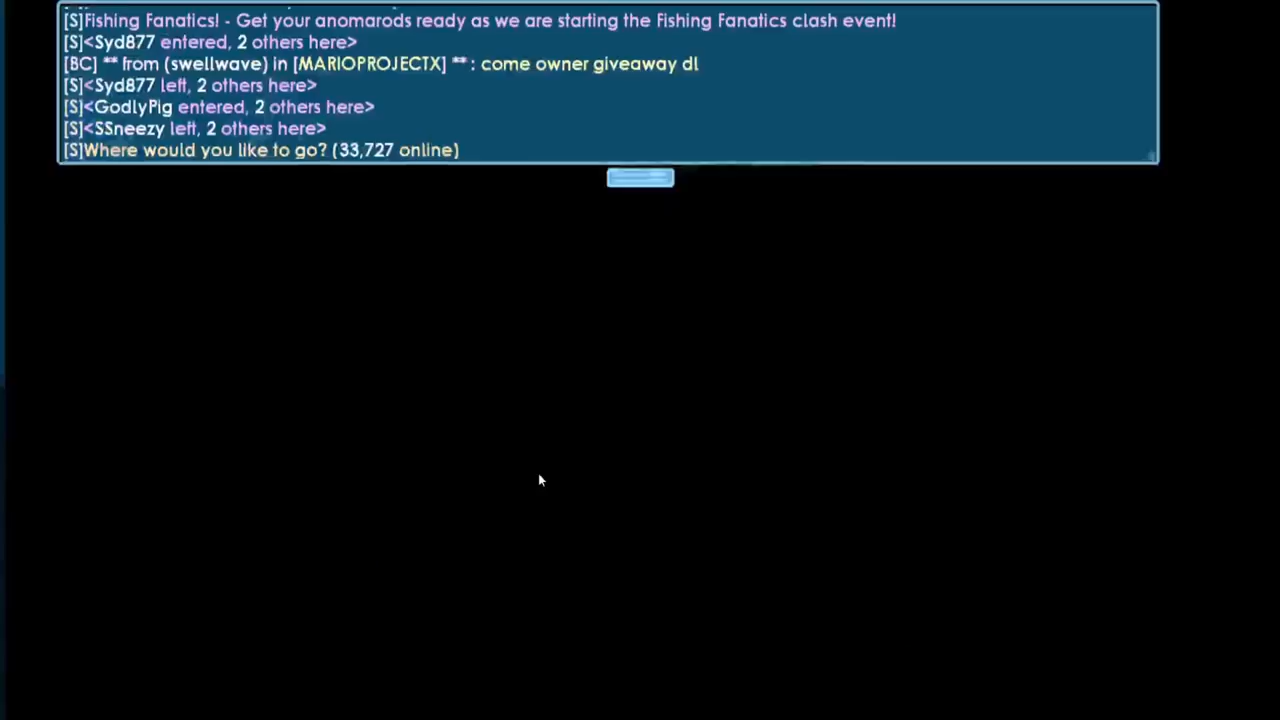 [S]Fishing Fanatics! - Get your anomarods ready as we are starting the Fishing Fanatics clash event!
[S]<Syd877 entered, 2 others here>
[BC] ** from (swellwave) in [MARIOPROJECTX] ** : come owner giveaway dl
[S]<Syd877 left, 2 others here>
[S]<GodlyPig entered, 2 others here>
[S]<SSneezy left, 2 others here>
[S]Where would you like to go? (33,727 online)